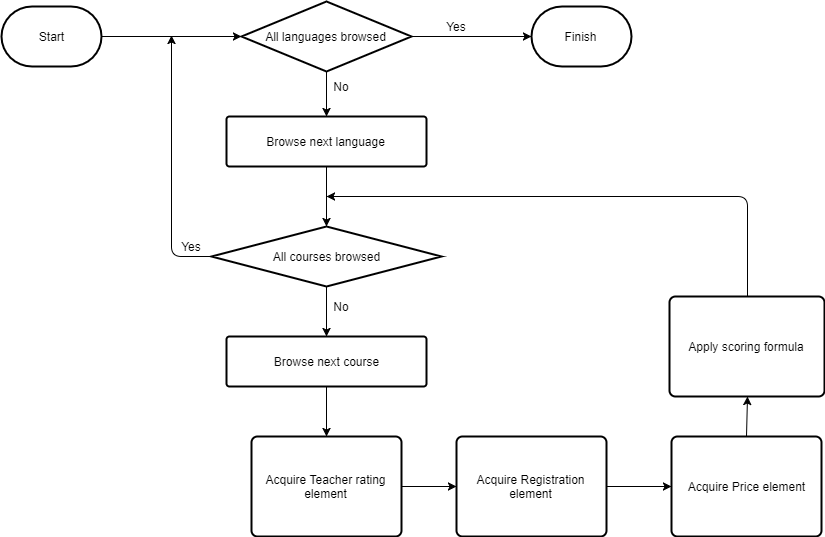 Start
All languages browsed
Yes
Finish
No
Browse next language
Yes
All courses browsed
No
Browse next course
Apply scoring formula
Acquire Teacher rating
element
Acquire Registration
element
Acquire Price element